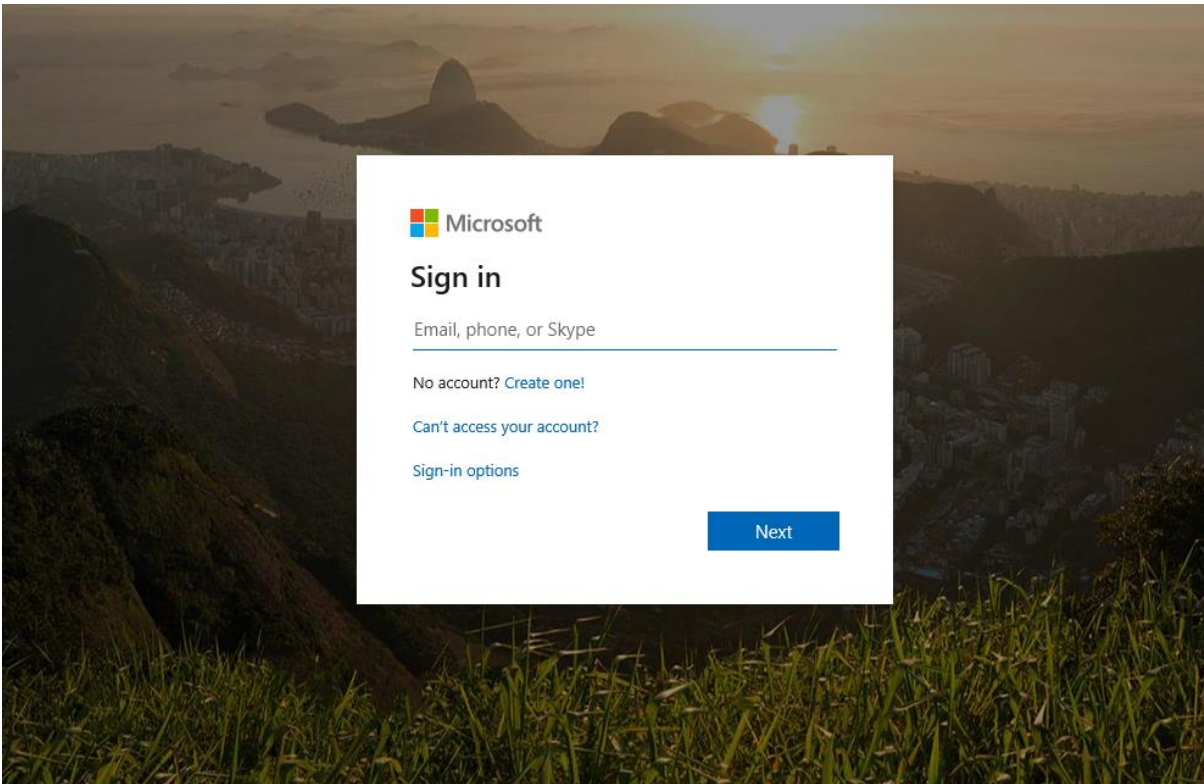 Microsoft
Sign in
Email, phone, or Skype
No account? Create one!
Can't access your account?
Sign-in options
Next